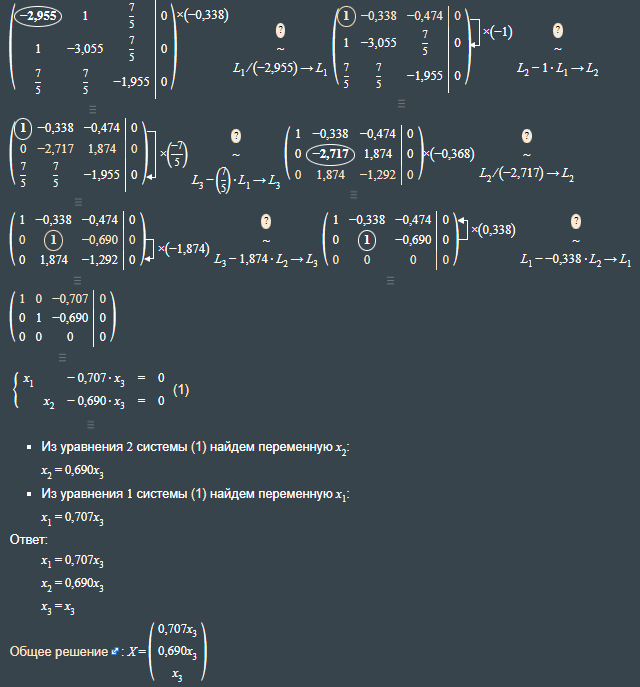 (−2,955 1 7/5 | 0) ×(−0,338) ? (1 −0,338 −0,474 | 0) ×(−1) ?
(1 −3,055 7/5 | 0) ~ (1 −3,055 7/5 | 0) ~
(7/5 7/5 −1,955 | 0) L₁/(−2,955)→L₁ (7/5 7/5 −1,955 | 0) L₂−1·L₁→L₂
(1 −0,338 −0,474 | 0) ? (1 −0,338 −0,474 | 0) ?
(0 −2,717 1,874 | 0) ×(−7/5) ~ (0 −2,717 1,874 | 0) ×(−0,368) ~
(7/5 7/5 −1,955 | 0) L₃−(7/5)·L₁→L₃ (0 1,874 −1,292 | 0) L₂/(−2,717)→L₂
(1 −0,338 −0,474 | 0) ? (1 −0,338 −0,474 | 0) ×(0,338) ?
(0 1 −0,690 | 0) ×(−1,874) ~ (0 1 −0,690 | 0) ~
(0 1,874 −1,292 | 0) L₃−1,874·L₂→L₃ (0 0 0 | 0) L₁−−0,338·L₂→L₁
(1 0 −0,707 | 0)
(0 1 −0,690 | 0)
(0 0 0 | 0)
{ x₁ − 0,707·x₃ = 0
x₂ − 0,690·x₃ = 0 (1)
▪ Из уравнения 2 системы (1) найдем переменную x₂:
x₂ = 0,690x₃
▪ Из уравнения 1 системы (1) найдем переменную x₁:
x₁ = 0,707x₃
Ответ:
x₁ = 0,707x₃
x₂ = 0,690x₃
x₃ = x₃
(0,707x₃)
Общее решение : X = (0,690x₃)
(x₃)